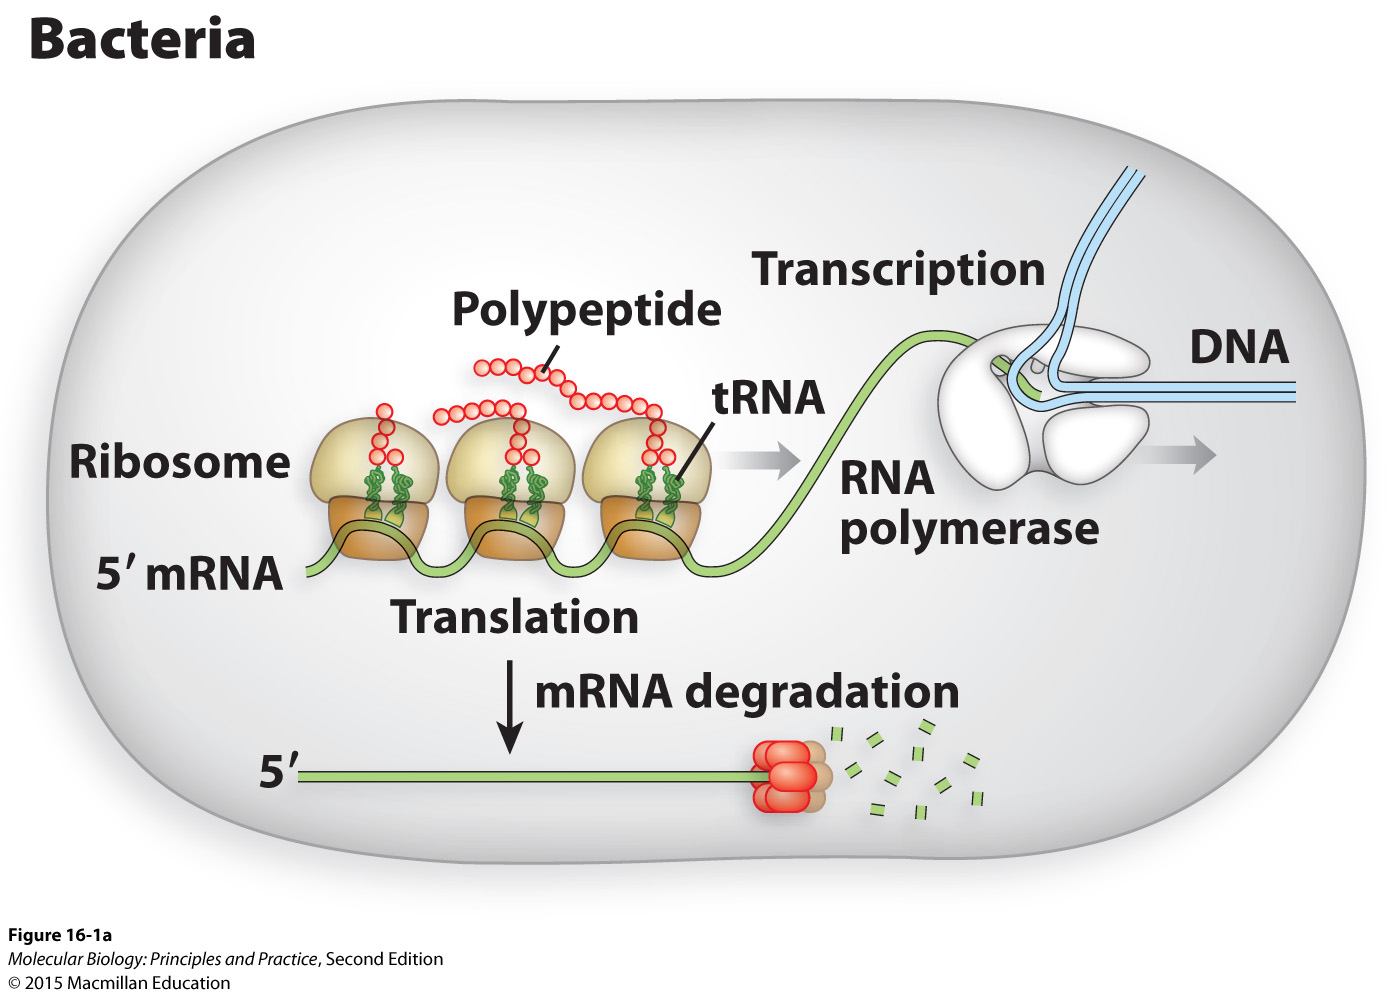 Bacteria
Transcription
Polypeptide
DNA
tRNA
Ribosome
RNA
polymerase
5′ mRNA
Translation
mRNA degradation
5′
Figure 16-1a
Molecular Biology: Principles and Practice, Second Edition
© 2015 Macmillan Education